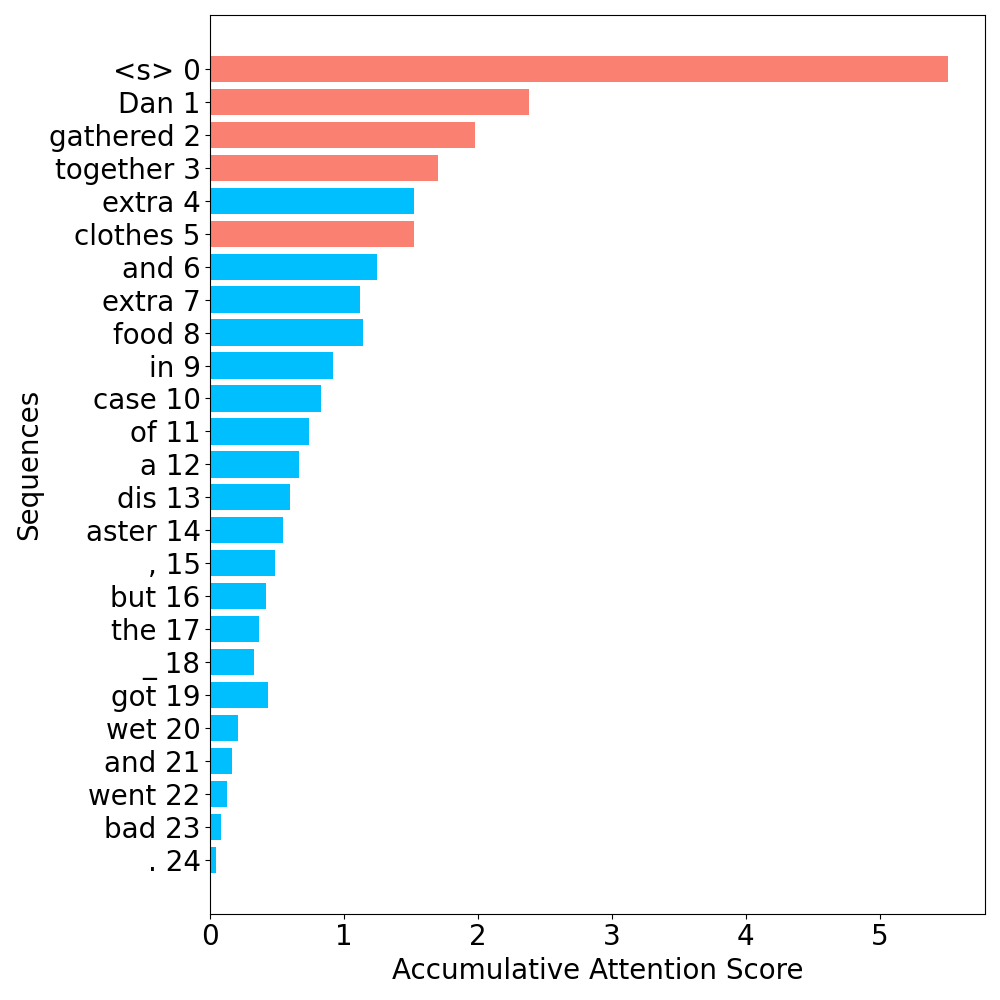 <s> 0
Dan 1
gathered 2
together 3
extra 4
clothes 5
and 6
extra 7
food 8
in 9
case 10
of 11
a 12
dis 13
aster 14
, 15
but 16
the 17
_ 18
got 19
wet 20
and 21
went 22
bad 23
. 24
Sequences
0 1 2 3 4 5
Accumulative Attention Score